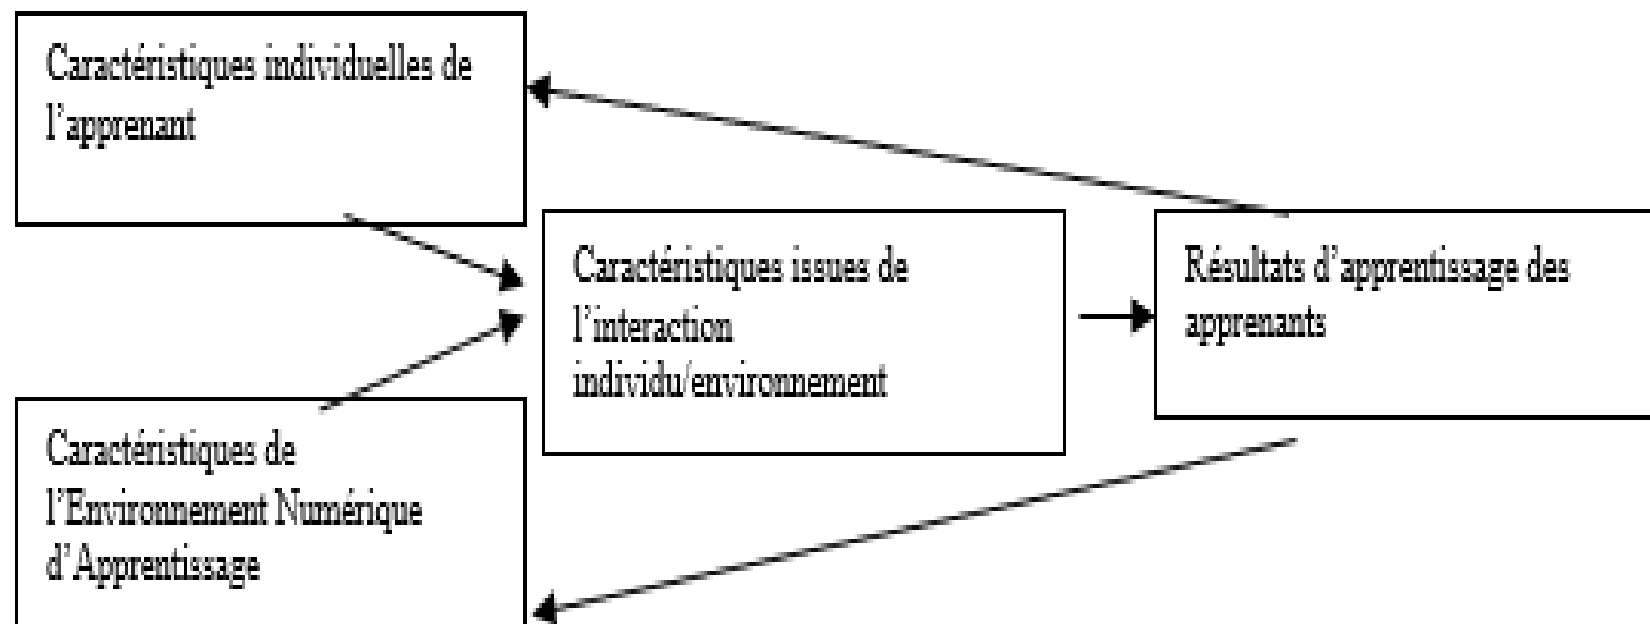 Caractéristiques individuelles de
l'apprenant
Caractéristiques issues de
l'interaction
individu/environnement
Résultats d'apprentissage des
apprenants
Caractéristiques de
l'Environnement Numérique
d'Apprentissage